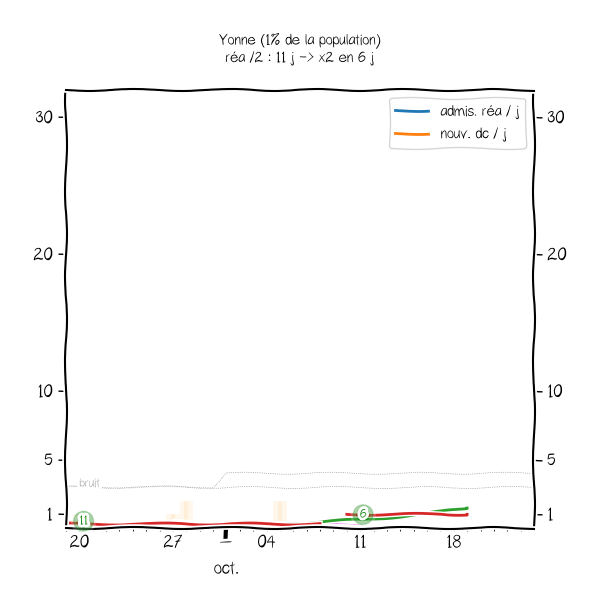 Yonne (1% de la population)
réa /2 : 11 j -> x2 en 6 j
admis. réa / j
nouv. dc / j
30
30
20
20
10
10
5
5
bruit
1
1
11
6
20
27
04
11
18
oct.